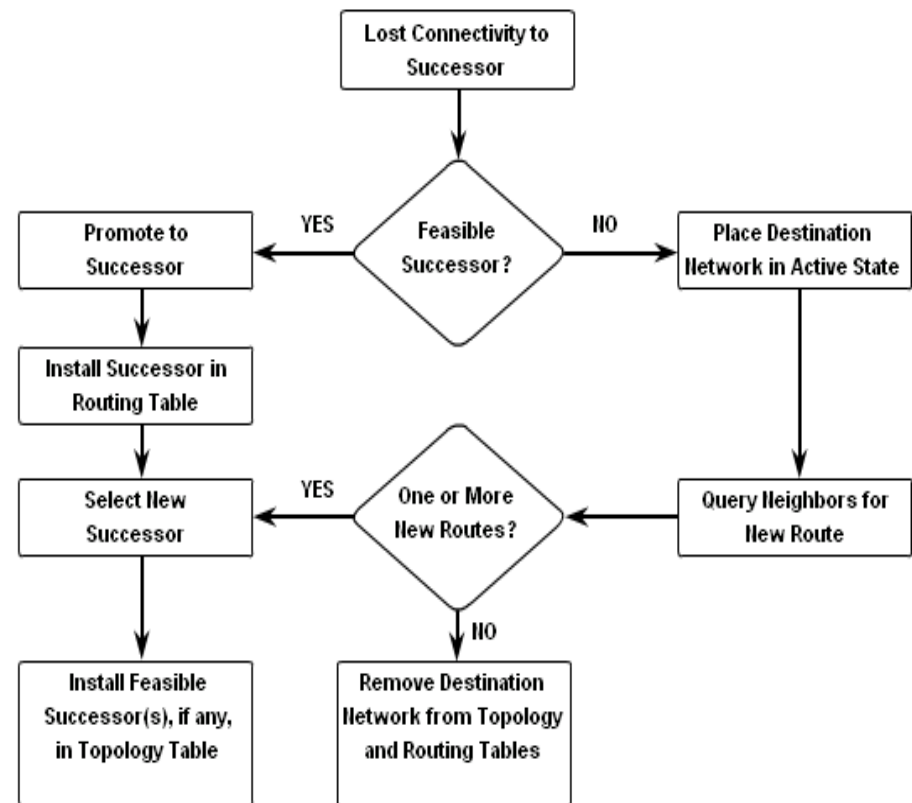 Lost Connectivity to
Successor
YES
Feasible
Successor?
NO
Promote to
Successor
Place Destination
Network in Active State
Install Successor in
Routing Table
Select New
Successor
YES
One or More
New Routes?
Query Neighbors for
New Route
NO
Install Feasible
Successor(s), if any,
in Topology Table
Remove Destination
Network from Topology
and Routing Tables